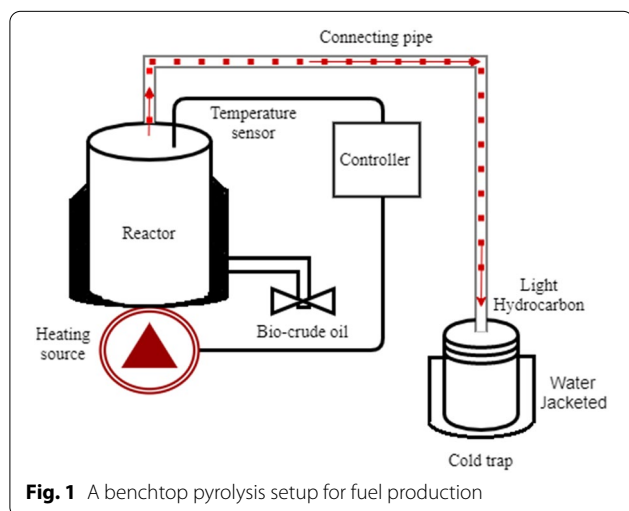 Connecting pipe
Temperature
sensor
Controller
Reactor
Light
Hydrocarbon
Heating
source
Bio-crude oil
Water
Jacketed
Cold trap
Fig. 1 A benchtop pyrolysis setup for fuel production